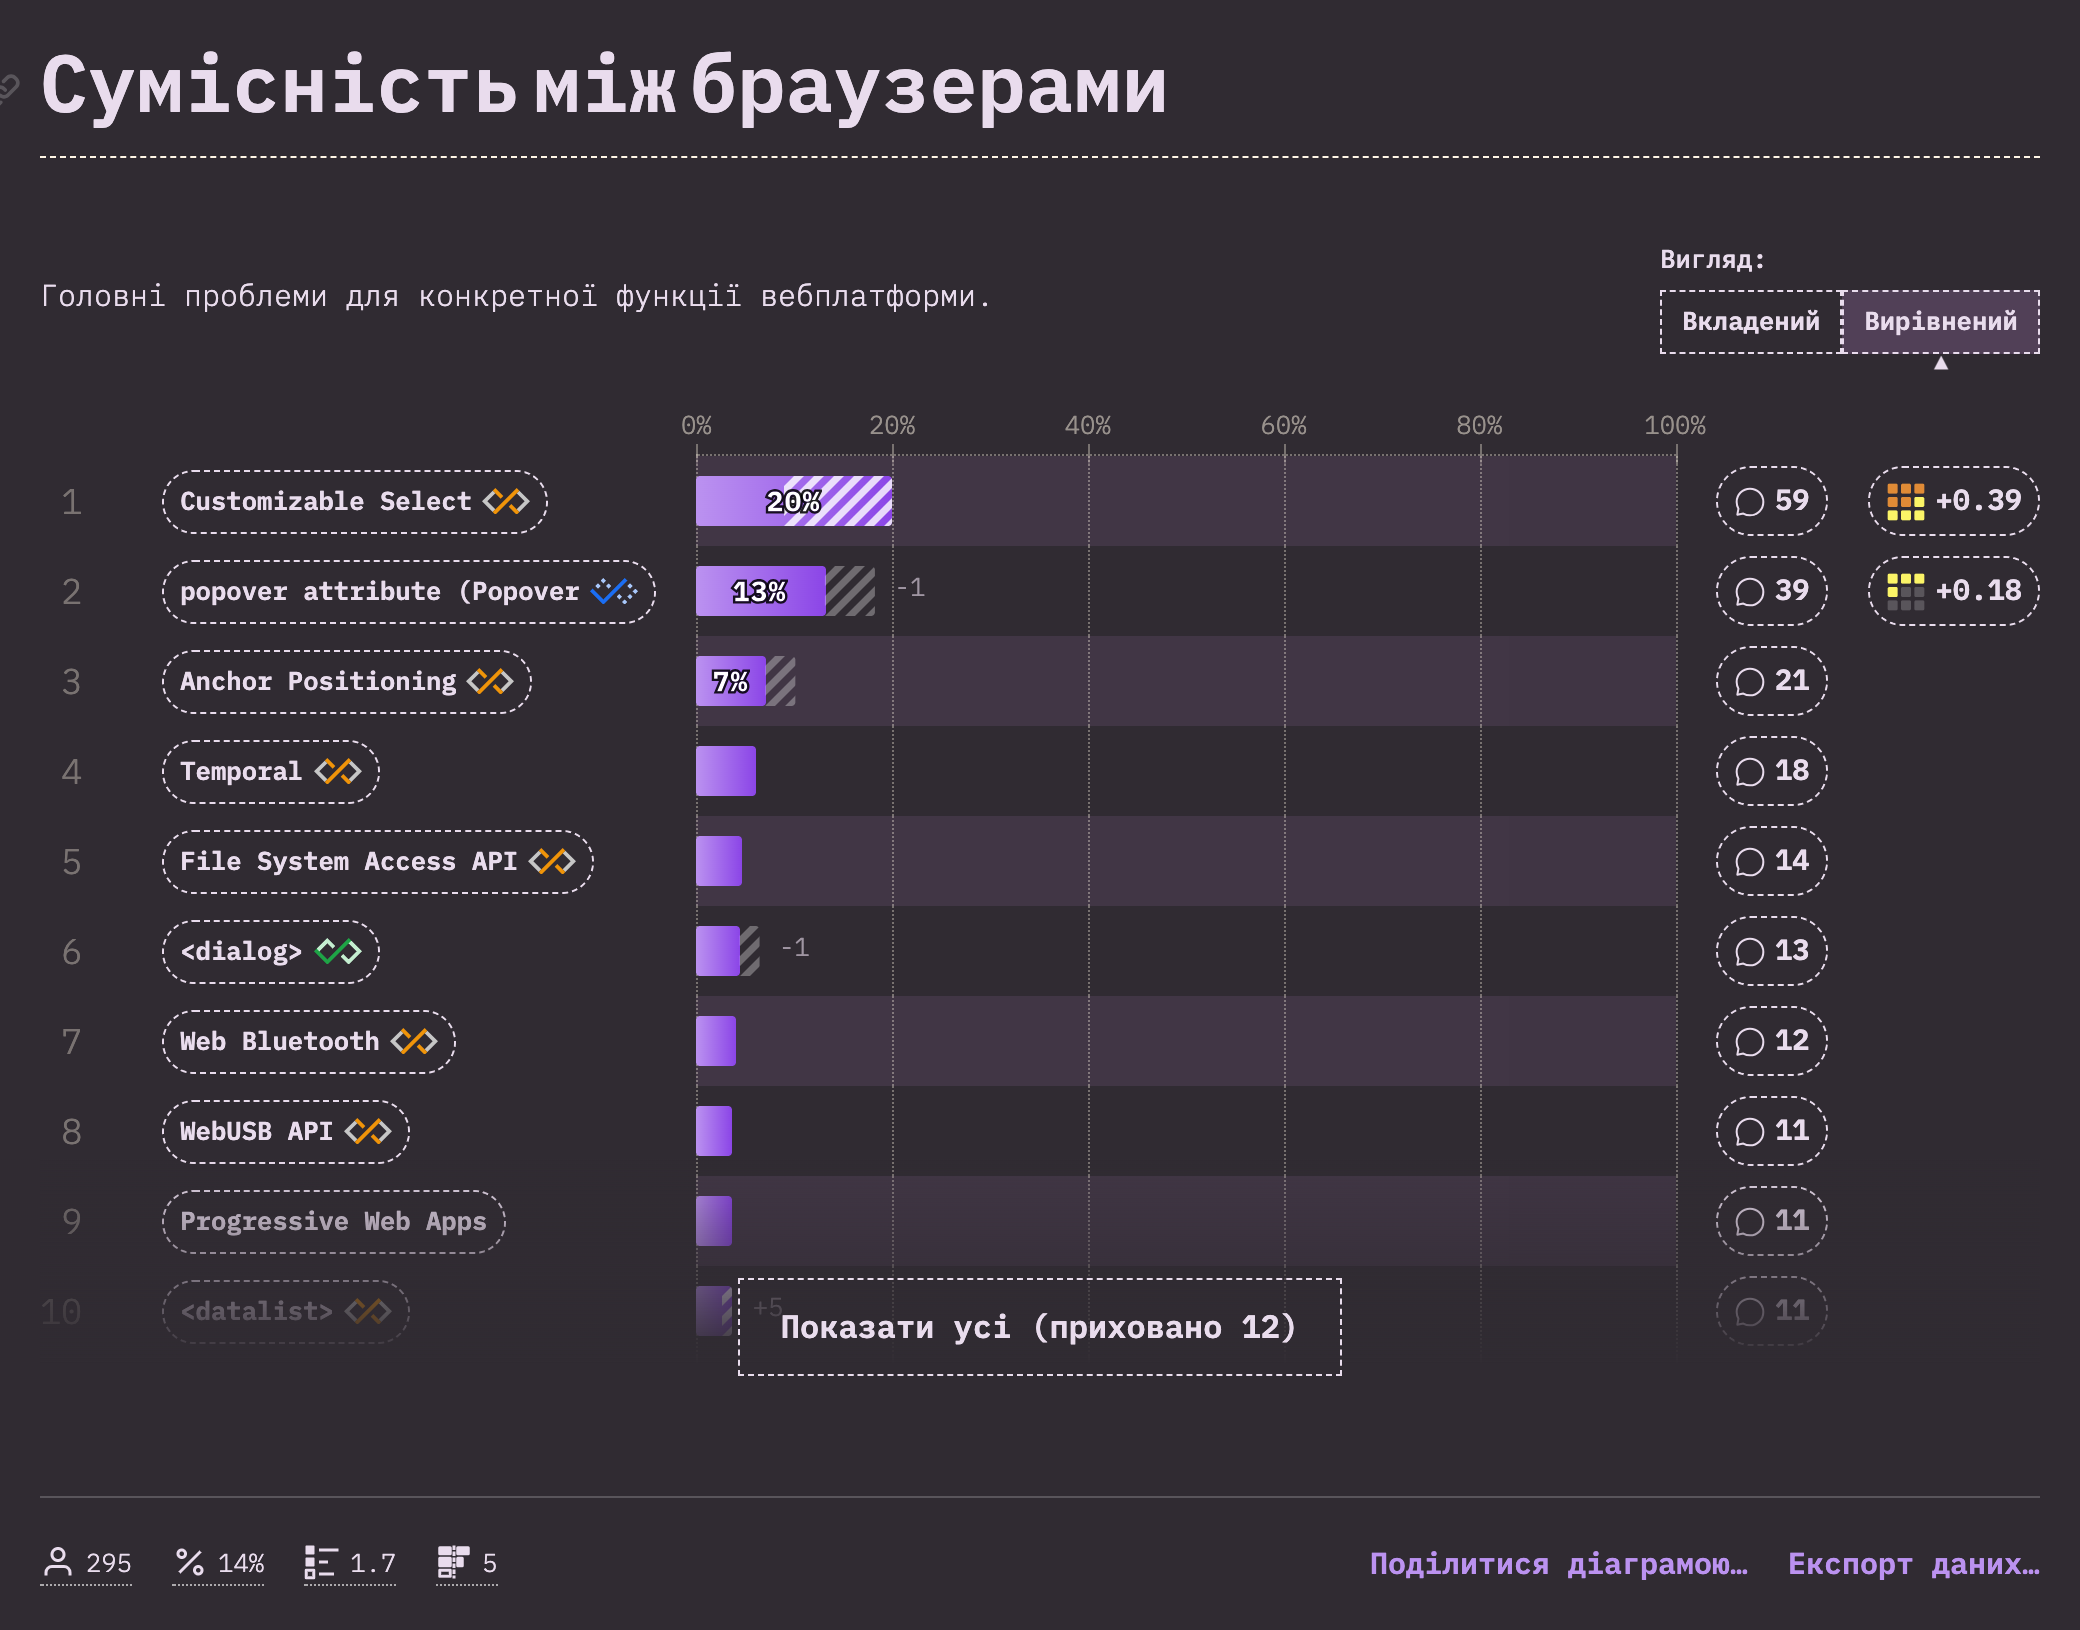 Сумісність між браузерами
Головні проблеми для конкретної функції вебплатформи.
Вигляд:
Вкладений Вирівнений
0% 20% 40% 60% 80% 100%
1 Customizable Select 20% 59 +0.39
2 popover attribute (Popover 13% -1 39 +0.18
3 Anchor Positioning 7% 21
4 Temporal 18
5 File System Access API 14
6 <dialog> -1 13
7 Web Bluetooth 12
8 WebUSB API 11
9 Progressive Web Apps 11
10 <datalist> +5 11
Показати усі (приховано 12)
295 14% 1.7 5
Поділитися діаграмою… Експорт даних…